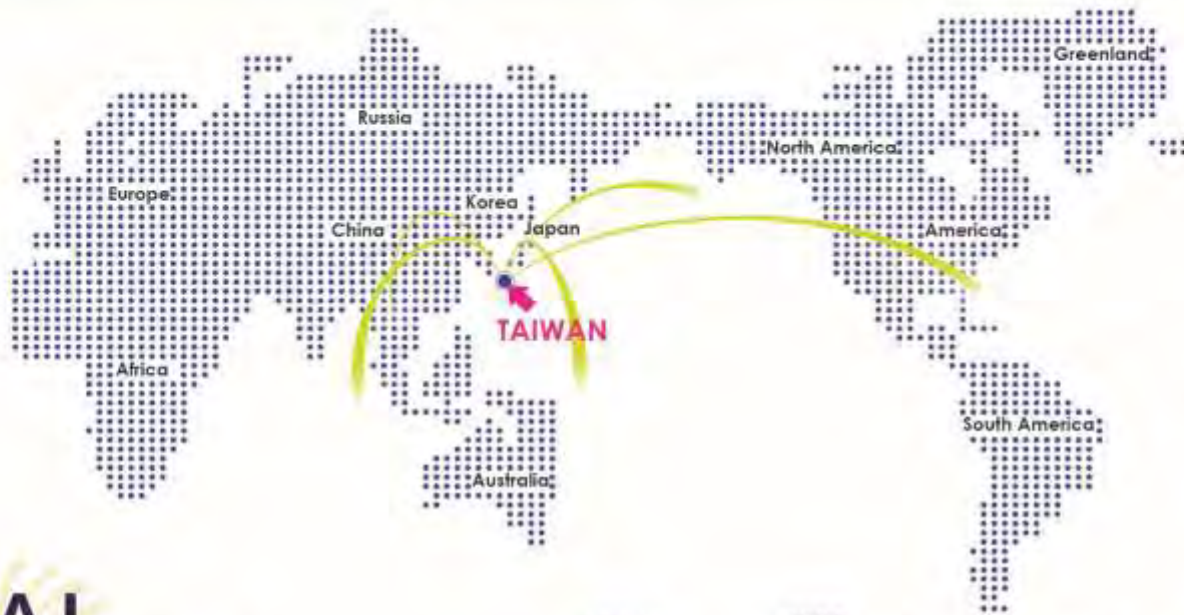 Greenland
Russia
North America
Europe
Korea
China
Japan
America
TAIWAN
Africa
South America
Australia